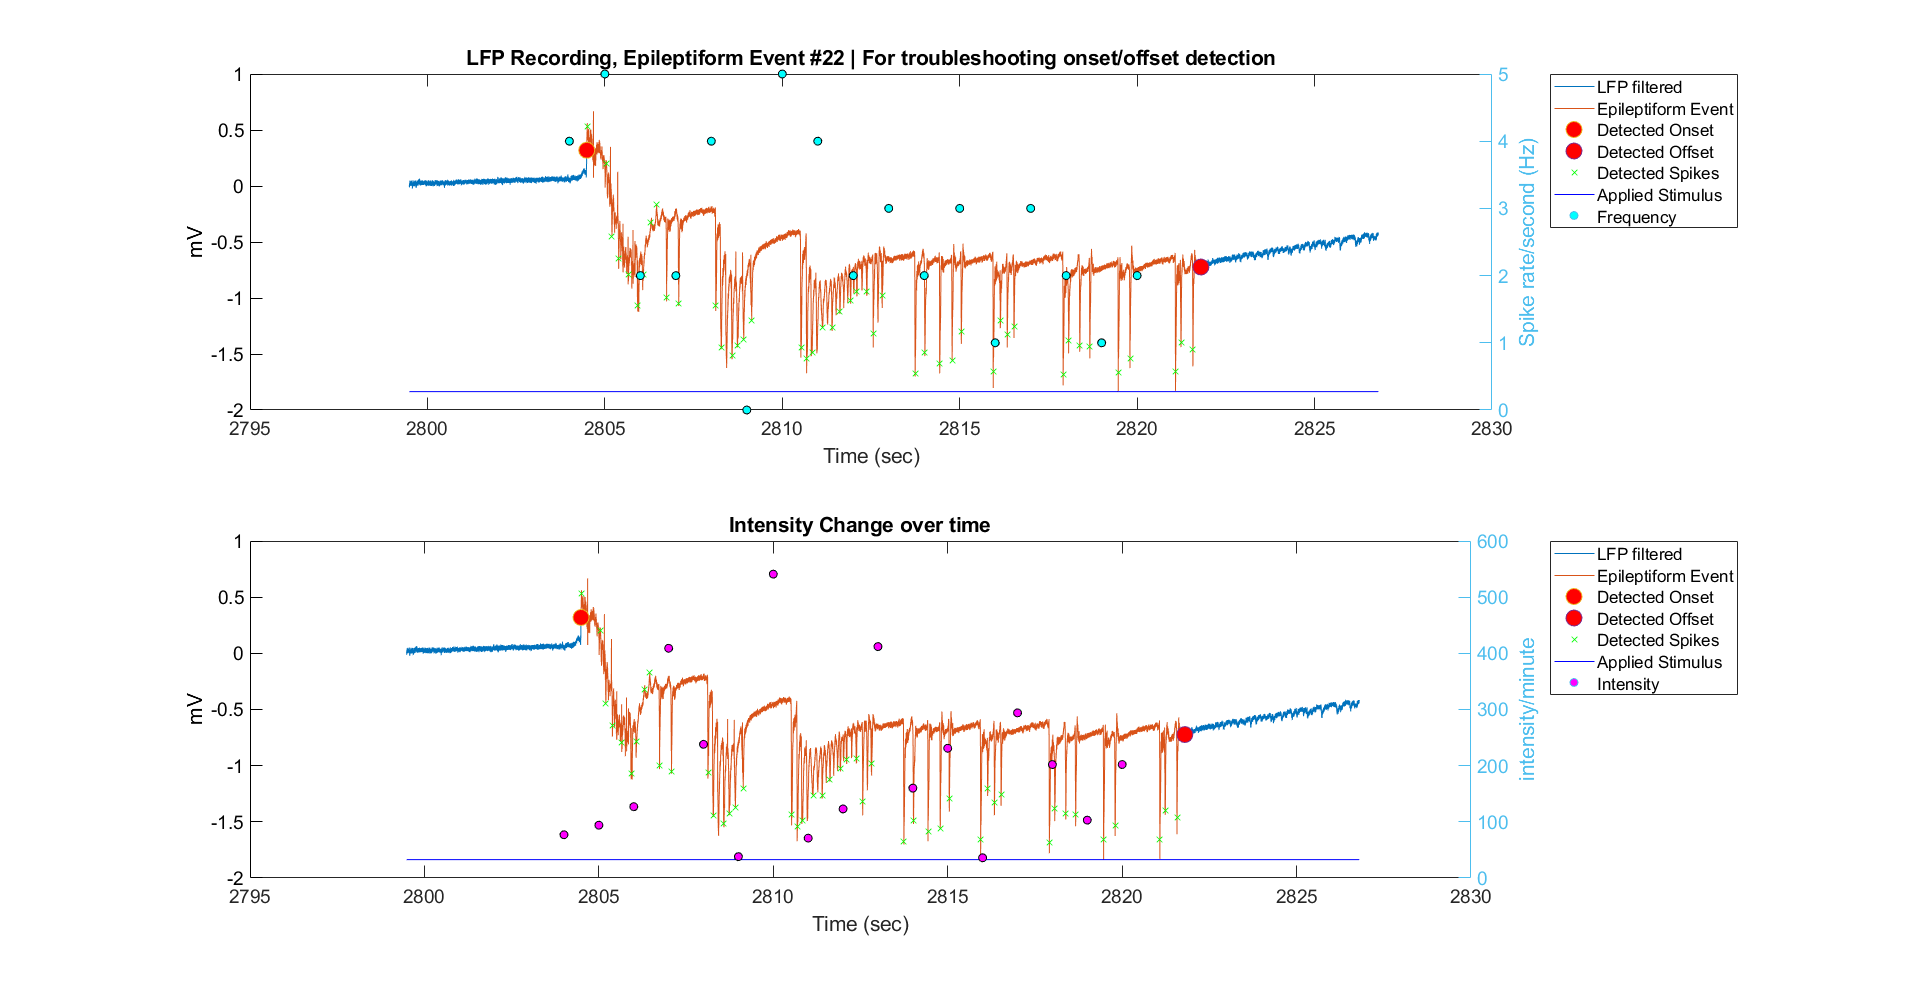 LFP Recording, Epileptiform Event #22 | For troubleshooting onset/offset detection
1
0.5
0
-0.5
-1
-1.5
-2
mV
2795
2800
2805
2810
2815
2820
2825
2830
Time (sec)
5
4
3
2
1
0
Spike rate/second (Hz)
LFP filtered
Epileptiform Event
Detected Onset
Detected Offset
Detected Spikes
Applied Stimulus
Frequency
Intensity Change over time
1
0.5
0
-0.5
-1
-1.5
-2
mV
2795
2800
2805
2810
2815
2820
2825
2830
Time (sec)
600
500
400
300
200
100
0
intensity/minute
LFP filtered
Epileptiform Event
Detected Onset
Detected Offset
Detected Spikes
Applied Stimulus
Intensity